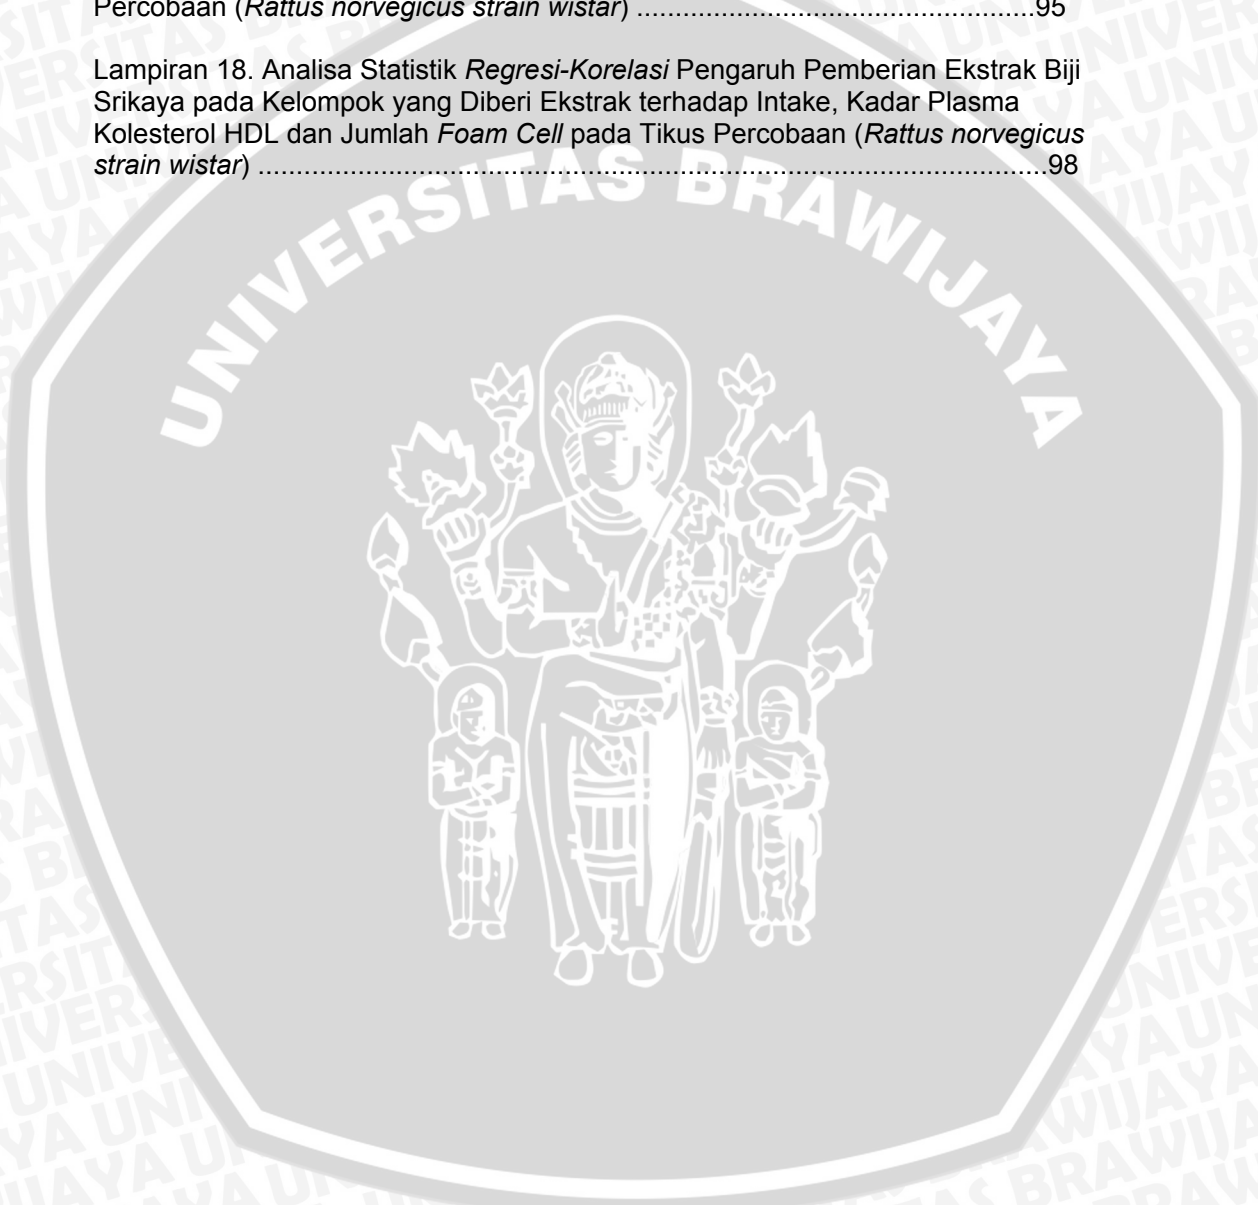 Percobaan (Rattus norvegicus strain wistar) ....................................................95
Lampiran 18. Analisa Statistik Regresi-Korelasi Pengaruh Pemberian Ekstrak Biji
Srikaya pada Kelompok yang Diberi Ekstrak terhadap Intake, Kadar Plasma
Kolesterol HDL dan Jumlah Foam Cell pada Tikus Percobaan (Rattus norvegicus
strain wistar) ........................................................................................................98
UNIVERSITAS BRAWIJAYA